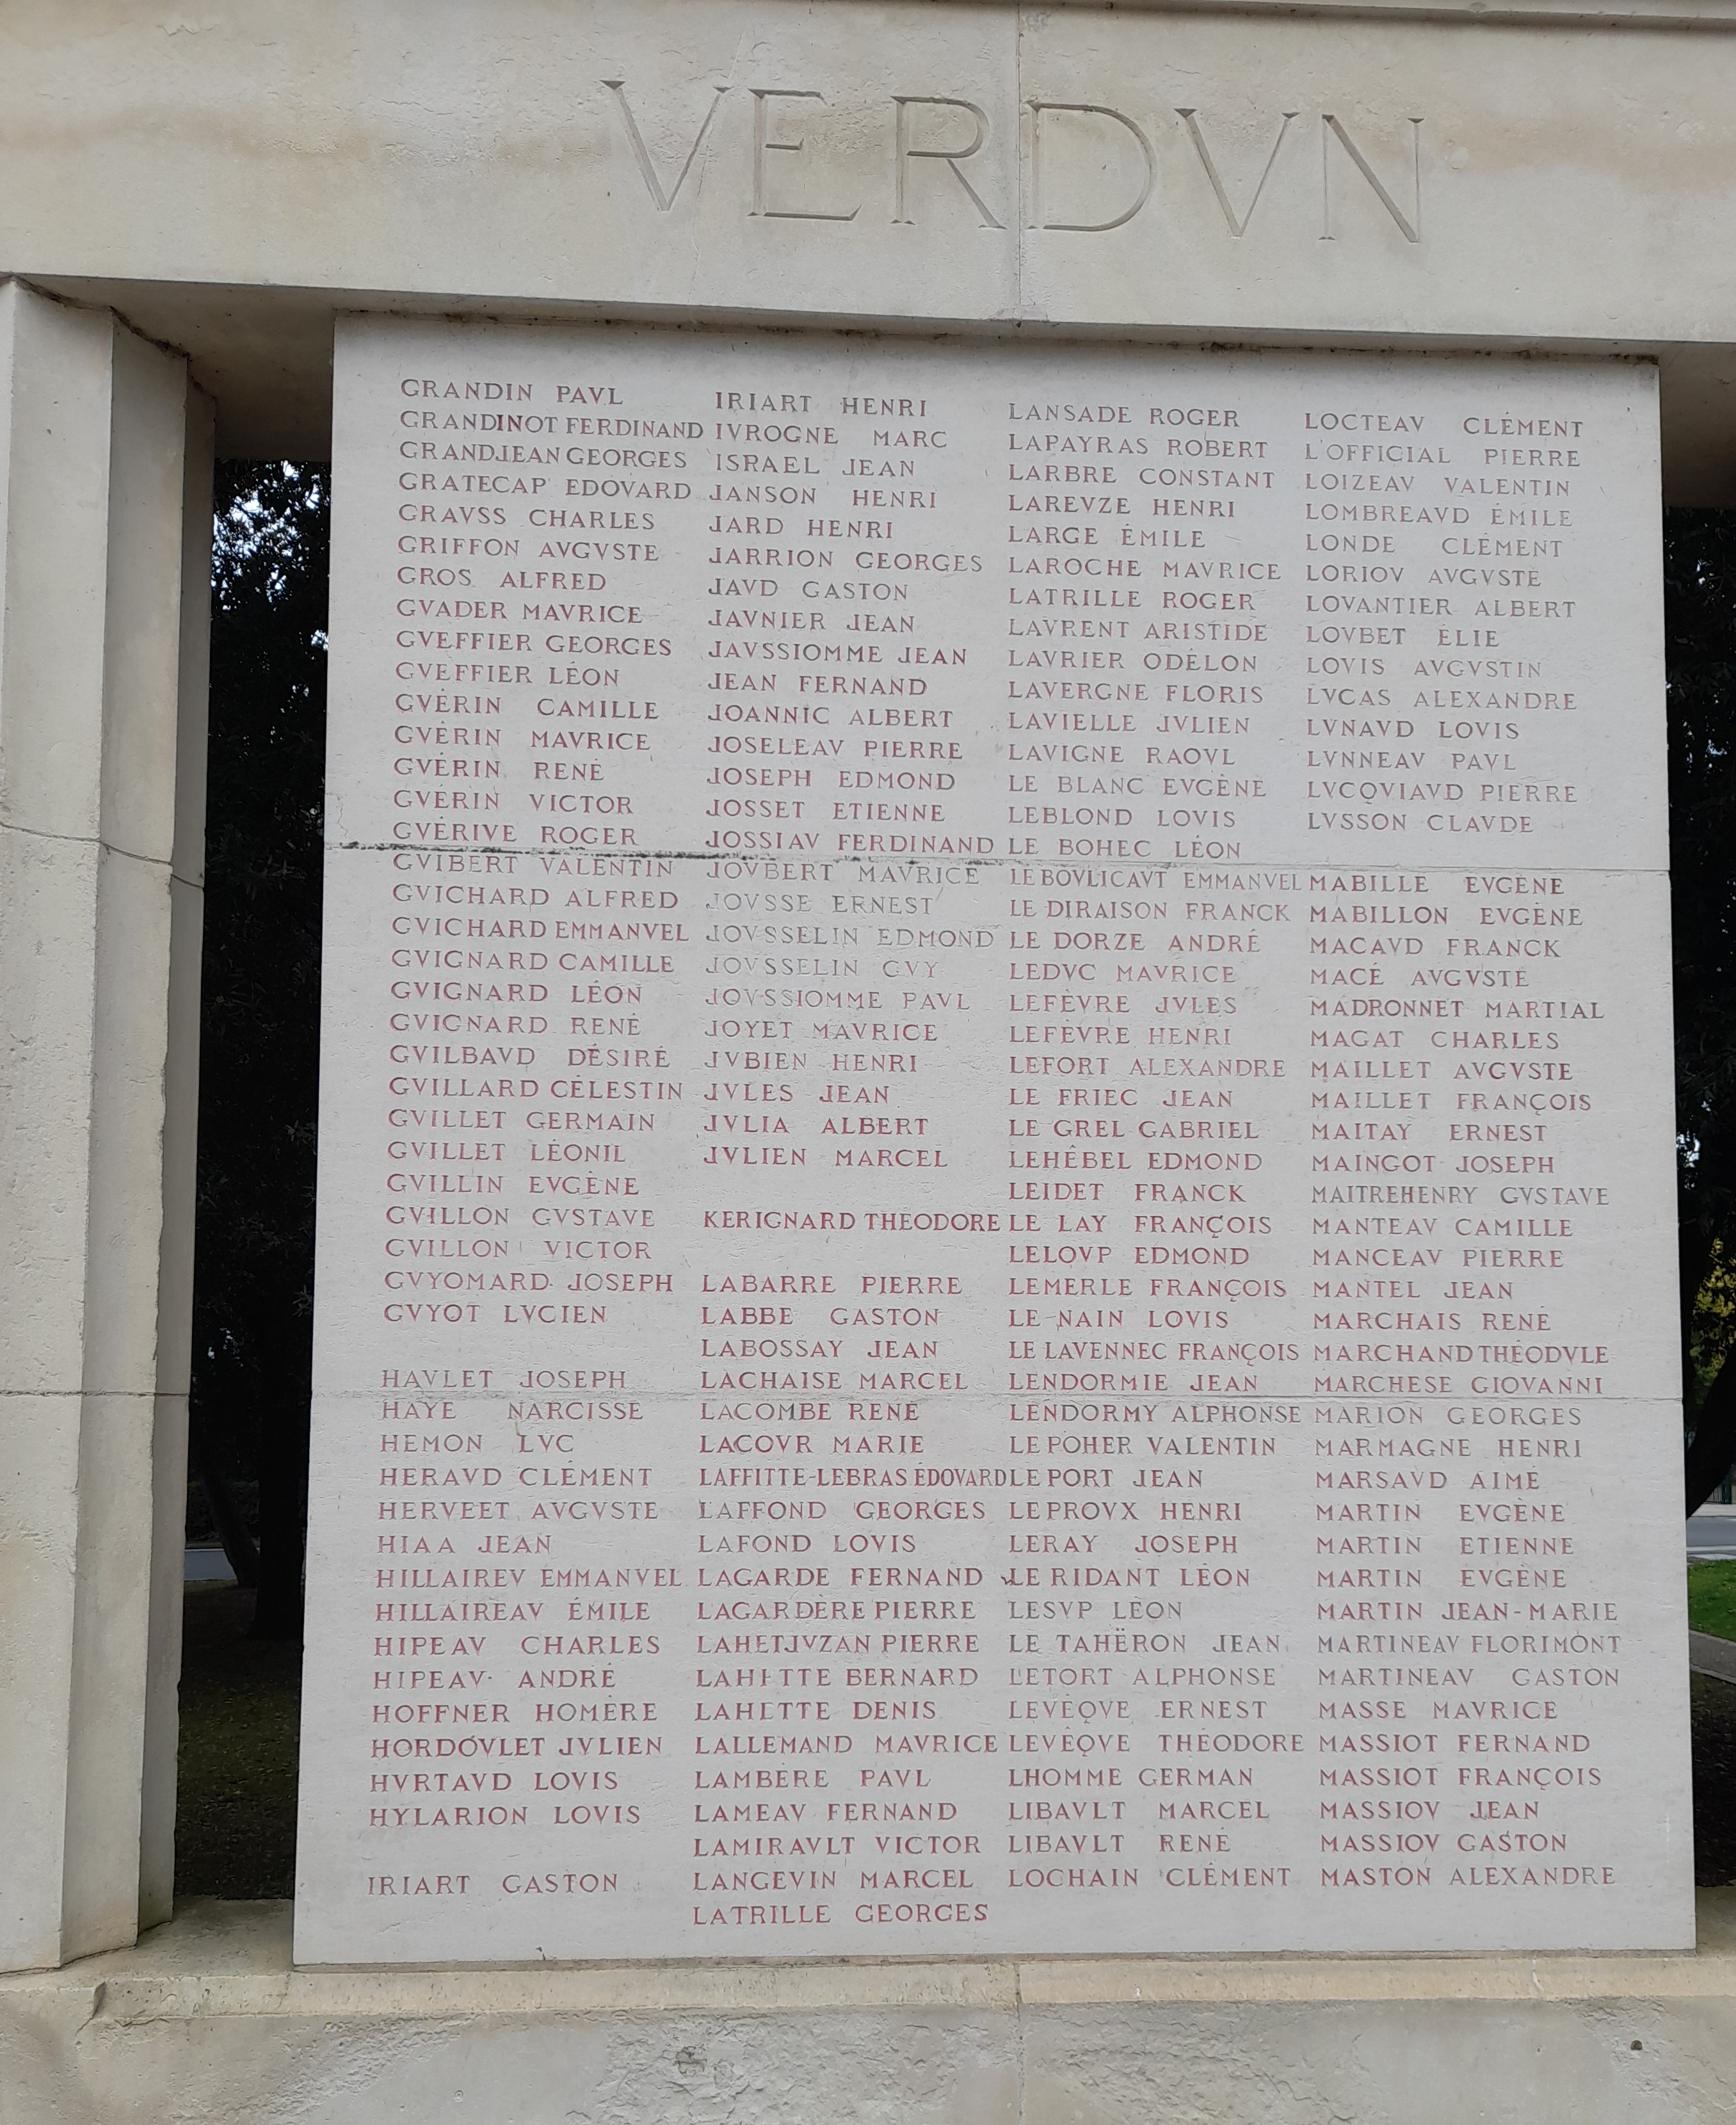 VERDVN
GRANDIN PAVL
GRANDINOT FERDINAND
GRANDJEAN GEORGES
GRATECAP EDOVARD
GRAVSS CHARLES
GRIFFON AVGVSTE
GROS ALFRED
GVADER MAVRICE
GVEFFIER GEORGES
GVEFFIER LÉON
GVÉRIN CAMILLE
GVÉRIN MAVRICE
GVÉRIN RENÉ
GVÉRIN VICTOR
GVÉRIVE ROGER
GVIBERT VALENTIN
GVICHARD ALFRED
GVICHARD EMMANVEL
GVIGNARD CAMILLE
GVIGNARD LÉON
GVIGNARD RENÉ
GVILBAVD DÉSIRÉ
GVILLARD CÉLESTIN
GVILLET GERMAIN
GVILLET LÉONIL
GVILLIN EVGÈNE
GVILLON GVSTAVE
GVILLON VICTOR
GVYOMARD JOSEPH
GVYOT LVCIEN
HAVLET JOSEPH
HAYE NARCISSE
HEMON LVC
HERAVD CLÉMENT
HERVEET AVGVSTE
HIAA JEAN
HILLAIREV EMMANVEL
HILLAIREAV ÉMILE
HIPEAV CHARLES
HIPEAV ANDRÉ
HOFFNER HOMÈRE
HORDOVLET JVLIEN
HVRTAVD LOVIS
HYLARION LOVIS
IRIART GASTON
IRIART HENRI
IVROGNE MARC
ISRAEL JEAN
JANSON HENRI
JARD HENRI
JARRION GEORGES
JAVD GASTON
JAVNIER JEAN
JAVSSIOMME JEAN
JEAN FERNAND
JOANNIC ALBERT
JOSELEAV PIERRE
JOSEPH EDMOND
JOSSET ETIENNE
JOSSIAV FERDINAND
JOVBERT MAVRICE
JOVSSE ERNEST
JOVSSELIN EDMOND
JOVSSELIN GVY
JOVSSIOMME PAVL
JOYET MAVRICE
JVBIEN HENRI
JVLES JEAN
JVLIA ALBERT
JVLIEN MARCEL
KERIGNARD THEODORE
LABARRE PIERRE
LABBE GASTON
LABOSSAY JEAN
LACHAISE MARCEL
LACOMBE RENÉ
LACOVR MARIE
LAFFITTE-LEBRAS ÉDOVARD
LAFFOND GEORGES
LAFOND LOVIS
LAGARDE FERNAND
LAGARDÈRE PIERRE
LAHETJVZAN PIERRE
LAHITTE BERNARD
LAHETTE DENIS
LALLEMAND MAVRICE
LAMBERE PAVL
LAMEAV FERNAND
LAMIRAVLT VICTOR
LANGEVIN MARCEL
LATRILLE GEORGES
LANSADE ROGER
LAPAYRAS ROBERT
LARBRE CONSTANT
LAREVZE HENRI
LARGE ÉMILE
LAROCHE MAVRICE
LATRILLE ROGER
LAVRENT ARISTIDE
LAVRIER ODÉLON
LAVERGNE FLORIS
LAVIELLE JVLIEN
LAVIGNE RAOVL
LE BLANC EVGÈNE
LEBLOND LOVIS
LE BOHEC LÉON
LE BOVLICAVT EMMANVEL
LE DIRAISON FRANCK
LE DORZE ANDRÉ
LEDVC MAVRICE
LEFÈVRE JVLES
LEFÈVRE HENRI
LEFORT ALEXANDRE
LE FRIEC JEAN
LE GREL GABRIEL
LEHÉBEL EDMOND
LEIDET FRANCK
LE LAY FRANÇOIS
LELOVP EDMOND
LEMERLE FRANÇOIS
LE NAIN LOVIS
LE LAVENNEC FRANÇOIS
LENDORMIE JEAN
LENDORMY ALPHONSE
LE POHER VALENTIN
LE PORT JEAN
LEPROVX HENRI
LERAY JOSEPH
LE RIDANT LÉON
LESVP LÈON
LE TAHËRON JEAN
LETORT ALPHONSE
LEVÊQVE ERNEST
LEVÊQVE THÉODORE
LHOMME GERMAN
LIBAVLT MARCEL
LIBAVLT RENÉ
LOCHAIN CLÉMENT
LOCTEAV CLÉMENT
L'OFFICIAL PIERRE
LOIZEAV VALENTIN
LOMBREAVD ÉMILE
LONDE CLÉMENT
LORIOV AVGVSTE
LOVANTIER ALBERT
LOVBET ÉLIE
LOVIS AVGVSTIN
LVCAS ALEXANDRE
LVNAVD LOVIS
LVNNEAV PAVL
LVCQVIAVD PIERRE
LVSSON CLAVDE
MABILLE EVGÈNE
MABILLON EVGÈNE
MACAVD FRANCK
MACÉ AVGVSTE
MADRONNET MARTIAL
MAGAT CHARLES
MAILLET AVGVSTE
MAILLET FRANÇOIS
MAITAY ERNEST
MAINGOT JOSEPH
MAITREHENRY GVSTAVE
MANTEAV CAMILLE
MANCEAV PIERRE
MANTEL JEAN
MARCHAIS RENÉ
MARCHAND THÉODVLE
MARCHESE GIOVANNI
MARION GEORGES
MARMAGNE HENRI
MARSAVD AIMÉ
MARTIN EVGÈNE
MARTIN ETIENNE
MARTIN EVGÈNE
MARTIN JEAN-MARIE
MARTINEAV FLORIMONT
MARTINEAV GASTON
MASSE MAVRICE
MASSIOT FERNAND
MASSIOT FRANÇOIS
MASSIOV JEAN
MASSIOV GASTON
MASTON ALEXANDRE